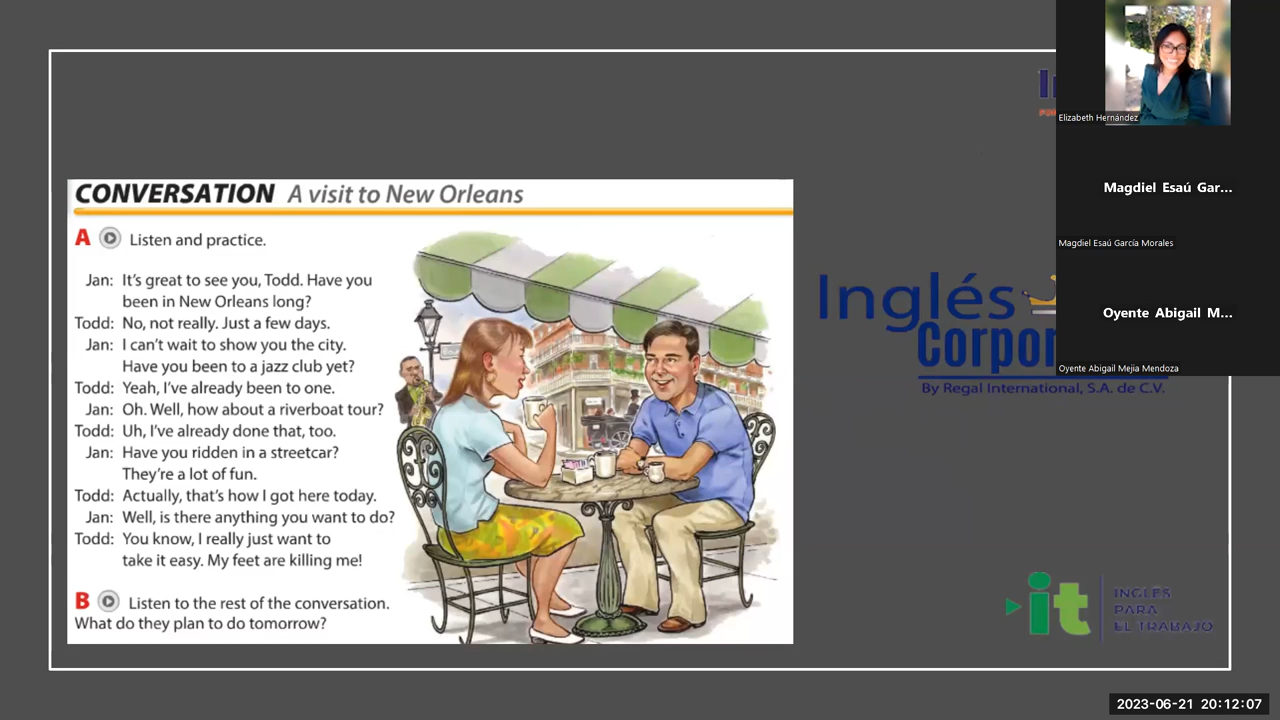 CONVERSATION A visit to New Orleans
A Listen and practice.
Jan: It's great to see you, Todd. Have you
been in New Orleans long?
Todd: No, not really. Just a few days.
Jan: I can't wait to show you the city.
Have you been to a jazz club yet?
Todd: Yeah, I've already been to one.
Jan: Oh. Well, how about a riverboat tour?
Todd: Uh, I've already done that, too.
Jan: Have you ridden in a streetcar?
They're a lot of fun.
Todd: Actually, that's how I got here today.
Jan: Well, is there anything you want to do?
Todd: You know, I really just want to
take it easy. My feet are killing me!
B Listen to the rest of the conversation.
What do they plan to do tomorrow?
Inglés
Corpor
By Regal International, S.A. de C.V.
it
INGLÉS
PARA
EL TRABAJO
Elizabeth Hernández
Magdiel Esaú Gar...
Magdiel Esaú García Morales
Oyente Abigail M...
Oyente Abigail Mejia Mendoza
2023-06-21 20:12:07